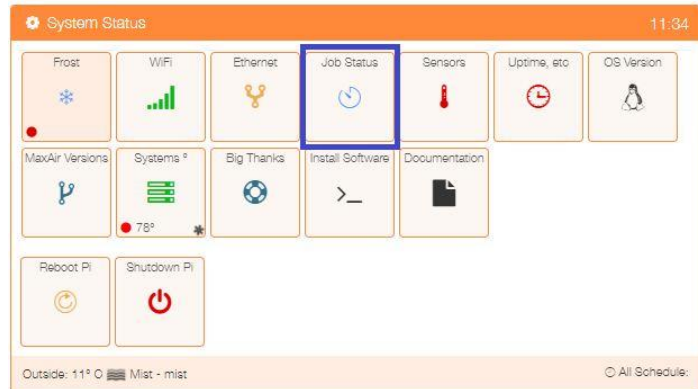 System Status 11:34
Frost WiFi Ethernet Job Status Sensors Uptime, etc OS Version
MaxAir Versions Systems ° Big Thanks Install Software Documentation
78°
Reboot Pi Shutdown Pi
Outside: 11° C Mist - mist All Schedule: